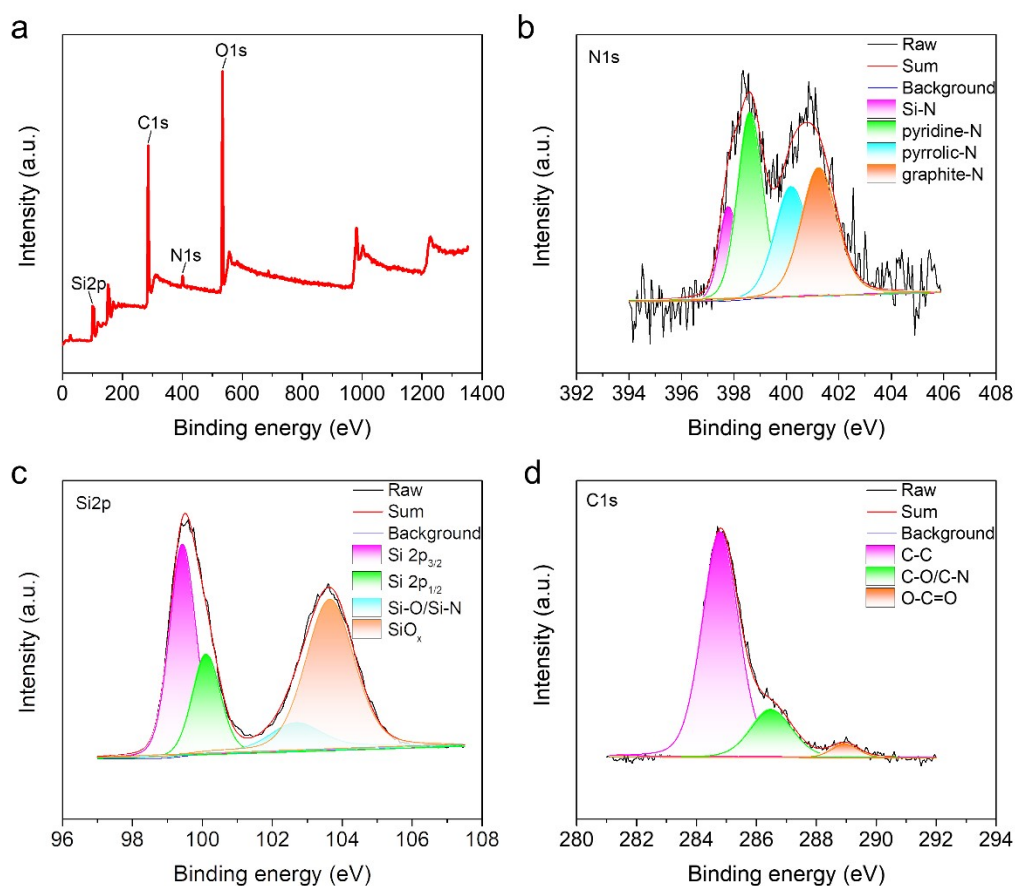 a
O1s
C1s
N1s
Si2p
Intensity (a.u.)
0 200 400 600 800 1000 1200 1400
Binding energy (eV)
b
N1s
Raw
Sum
Background
Si-N
pyridine-N
pyrrolic-N
graphite-N
Intensity (a.u.)
392 394 396 398 400 402 404 406 408
Binding energy (eV)
c
Si2p
Raw
Sum
Background
Si 2p3/2
Si 2p1/2
Si-O/Si-N
SiOx
Intensity (a.u.)
96 98 100 102 104 106 108
Binding energy (eV)
d
C1s
Raw
Sum
Background
C-C
C-O/C-N
O-C=O
Intensity (a.u.)
280 282 284 286 288 290 292 294
Binding energy (eV)